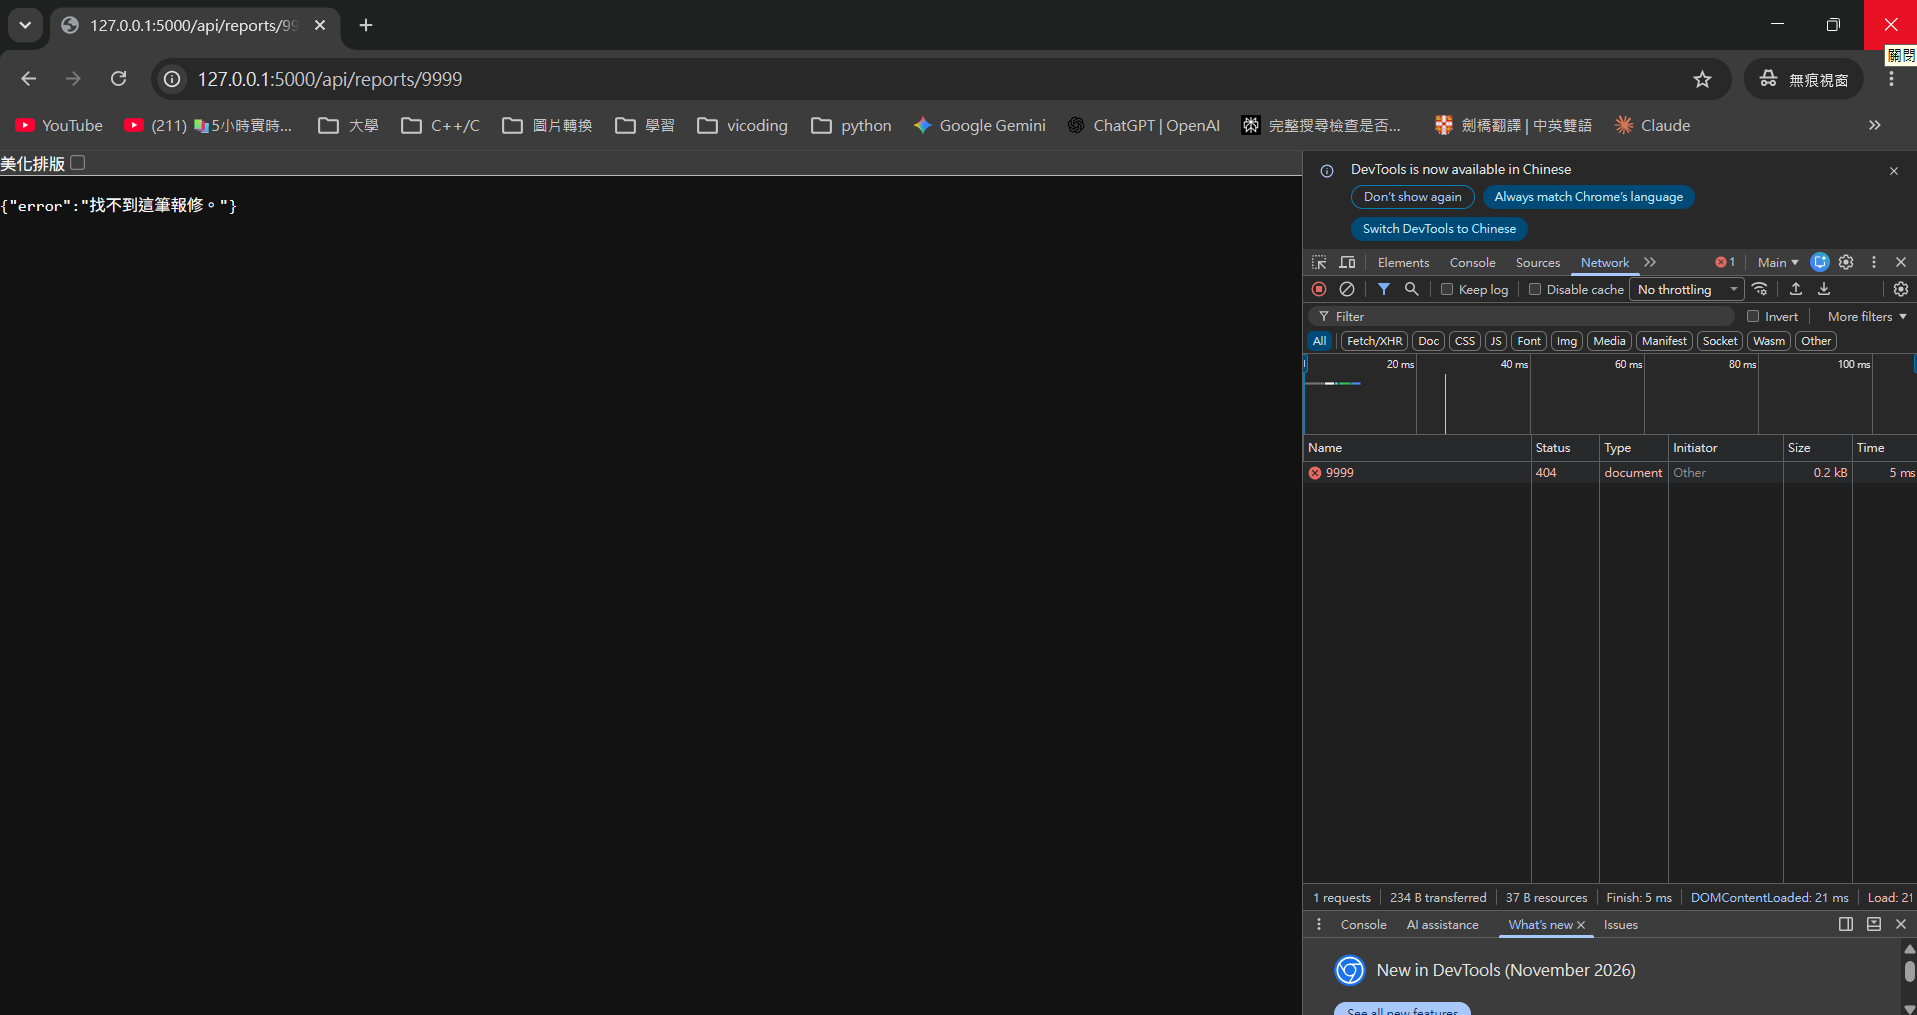 127.0.0.1:5000/api/reports/99
127.0.0.1:5000/api/reports/9999
無痕視窗
關閉
YouTube
(211) 5小時實時...
大學
C++/C
圖片轉換
學習
vicoding
python
Google Gemini
ChatGPT | OpenAI
完整搜尋檢查是否...
劍橋翻譯 | 中英雙語
Claude
美化排版
{"error":"找不到這筆報修。"}
DevTools is now available in Chinese
Don't show again
Always match Chrome's language
Switch DevTools to Chinese
Elements Console Sources Network 1 Main
Keep log Disable cache No throttling
Filter Invert More filters
All Fetch/XHR Doc CSS JS Font Img Media Manifest Socket Wasm Other
20 ms 40 ms 60 ms 80 ms 100 ms
Name Status Type Initiator Size Time
9999 404 document Other 0.2 kB 5 ms
1 requests 234 B transferred 37 B resources Finish: 5 ms DOMContentLoaded: 21 ms Load: 21
Console AI assistance What's new Issues
New in DevTools (November 2026)
See all new features